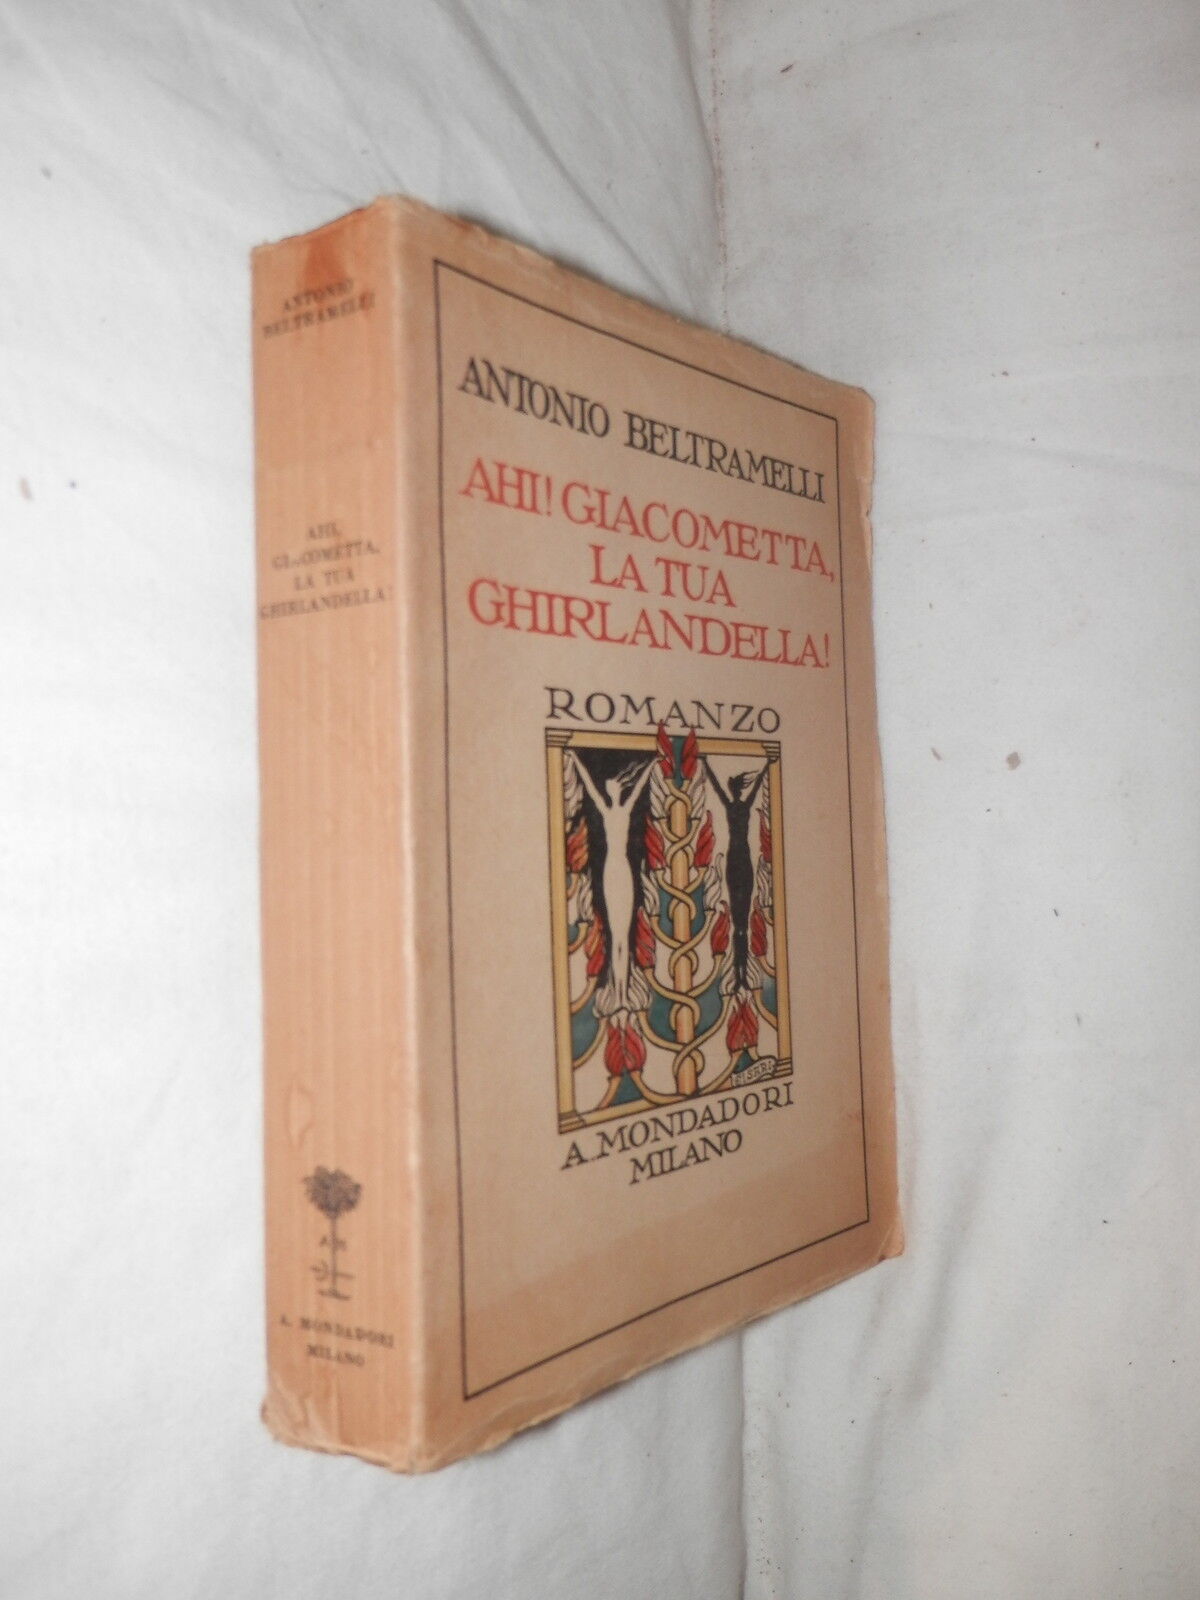 ANTONIO
BELTRAMELLI
AHI,
GIACOMETTA,
LA TUA
GHIRLANDELLA!
A. MONDADORI
MILANO
ANTONIO BELTRAMELLI
AHI! GIACOMETTA,
LA TUA
GHIRLANDELLA!
ROMANZO
A. MONDADORI
MILANO